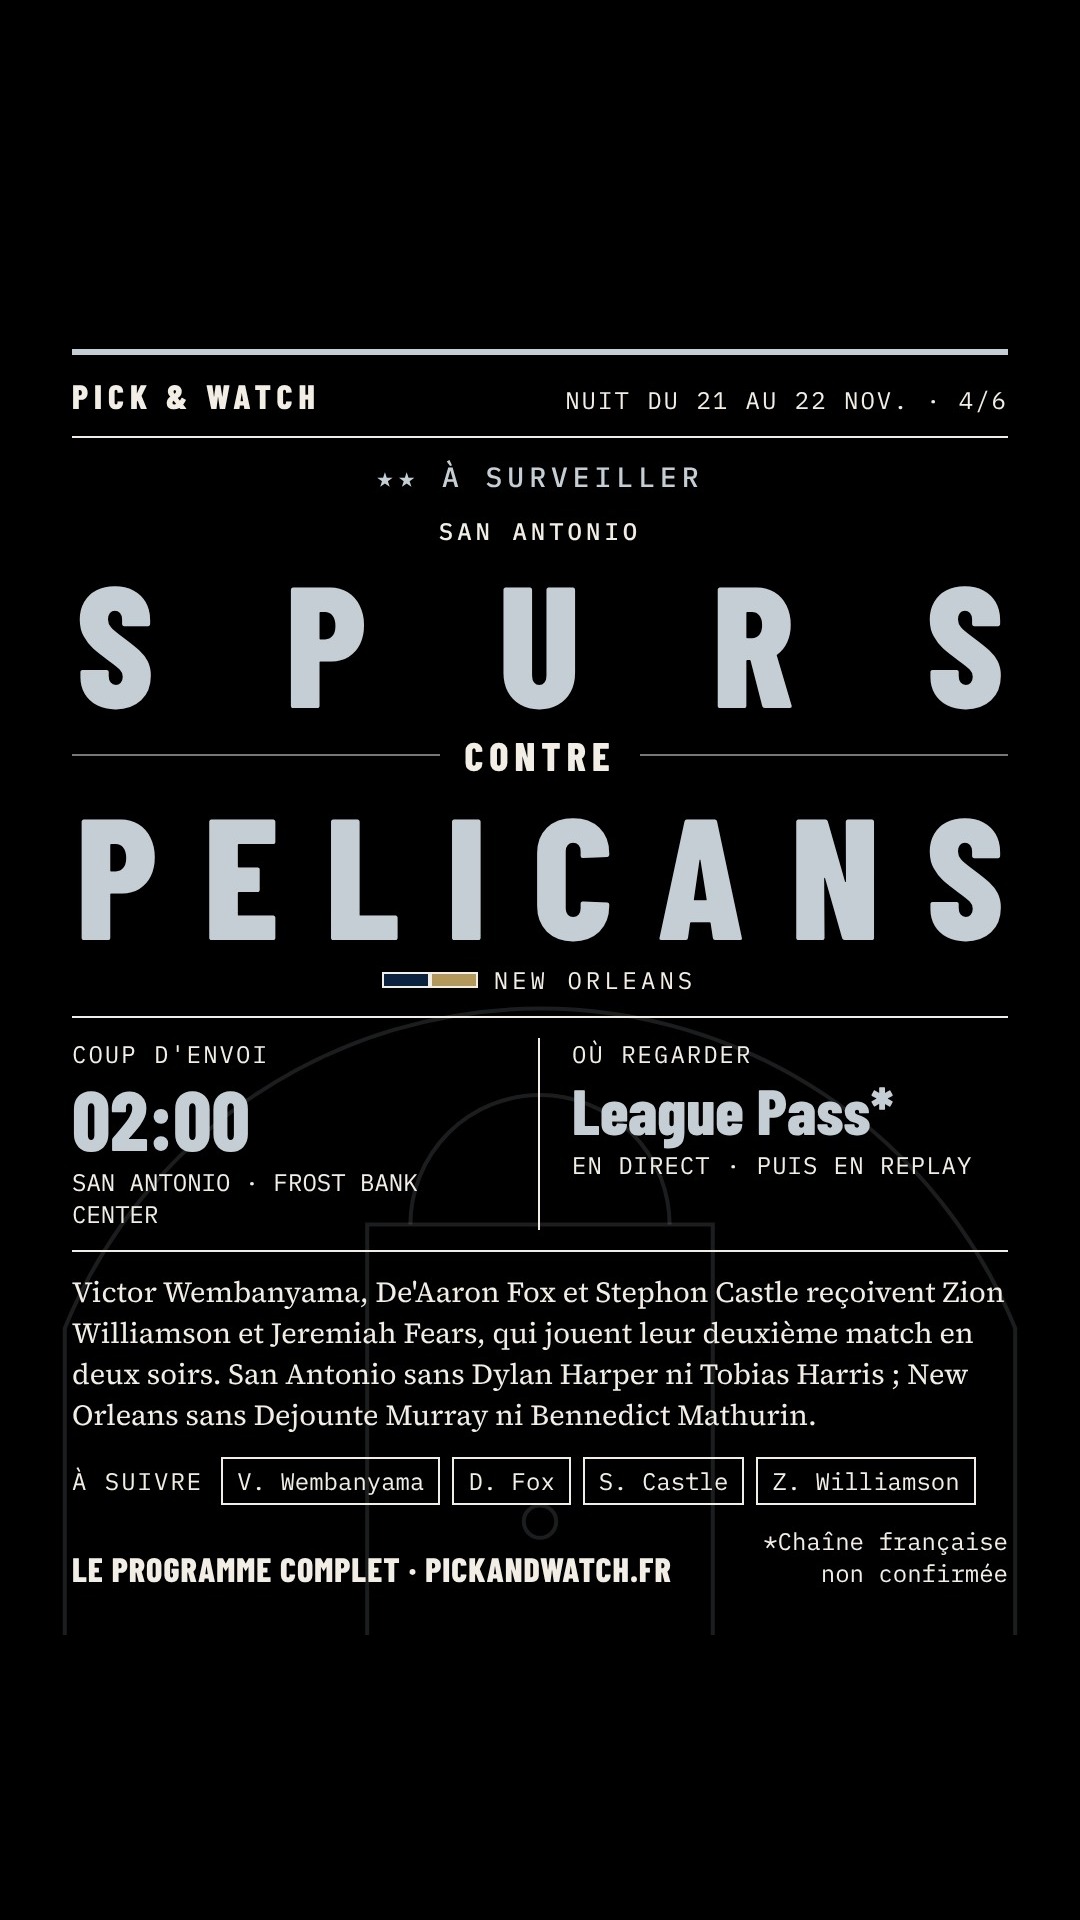 PICK & WATCH
NUIT DU 21 AU 22 NOV. · 4/6
★★ À SURVEILLER
SAN ANTONIO
SPURS
CONTRE
PELICANS
NEW ORLEANS
COUP D'ENVOI
02:00
SAN ANTONIO · FROST BANK
CENTER
OÙ REGARDER
League Pass*
EN DIRECT · PUIS EN REPLAY
Victor Wembanyama, De'Aaron Fox et Stephon Castle reçoivent Zion
Williamson et Jeremiah Fears, qui jouent leur deuxième match en
deux soirs. San Antonio sans Dylan Harper ni Tobias Harris ; New
Orleans sans Dejounte Murray ni Bennedict Mathurin.
À SUIVRE V. Wembanyama D. Fox S. Castle Z. Williamson
LE PROGRAMME COMPLET · PICKANDWATCH.FR
*Chaîne française
non confirmée